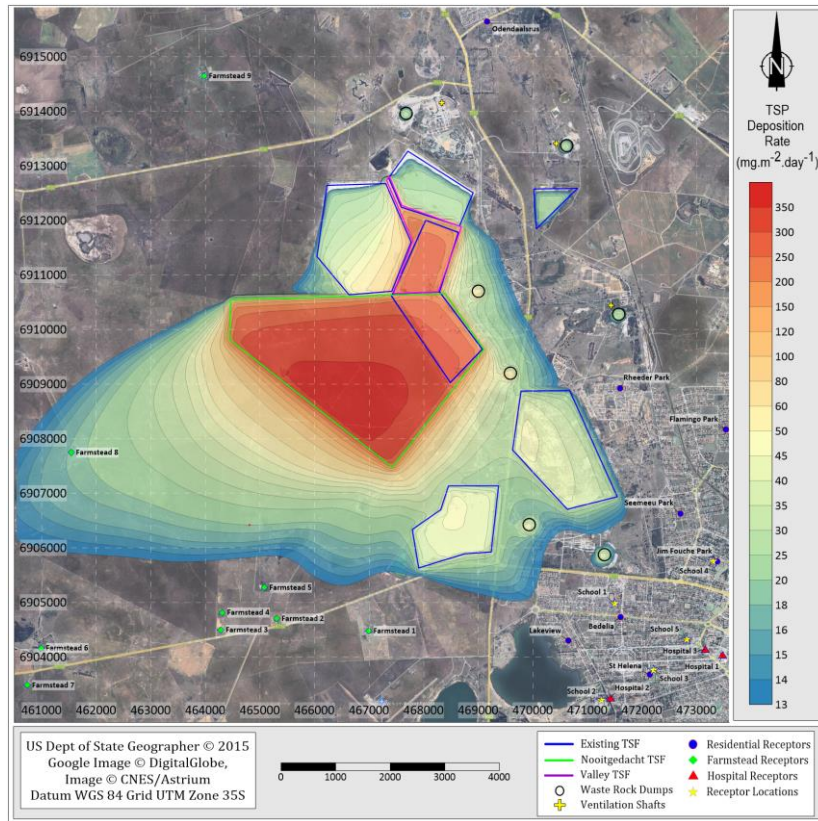 Odendaalsrus
6915000
Farmstead 9
6914000
6913000
6912000
6911000
6910000
6909000
Rheeder Park
Flamingo Park
6908000
Farmstead 8
6907000
Seemeeu Park
6906000
Jim Fouche Park
School 4
Farmstead 5
School 1
6905000
Farmstead 4
Farmstead 2
Bedelia
Farmstead 3
Farmstead 1
Lakeview
School 5
Farmstead 6
6904000
Hospital 3
St Helena
Hospital 1
School 3
Farmstead 7
School 2
Hospital 2
461000 462000 463000 464000 465000 466000 467000 468000 469000 470000 471000 472000 473000
N
TSP
Deposition
Rate
(mg.m-2.day-1)
350
300
250
200
120
100
80
60
50
45
40
35
30
25
20
18
16
14
13
US Dept of State Geographer © 2015
Google Image © DigitalGlobe,
Image © CNES/Astrium
Datum WGS 84 Grid UTM Zone 35S
0 1000 2000 3000 4000
Existing TSF
Nooitgedacht TSF
Valley TSF
Waste Rock Dumps
Ventilation Shafts
Residential Receptors
Farmstead Receptors
Hospital Receptors
Receptor Locations